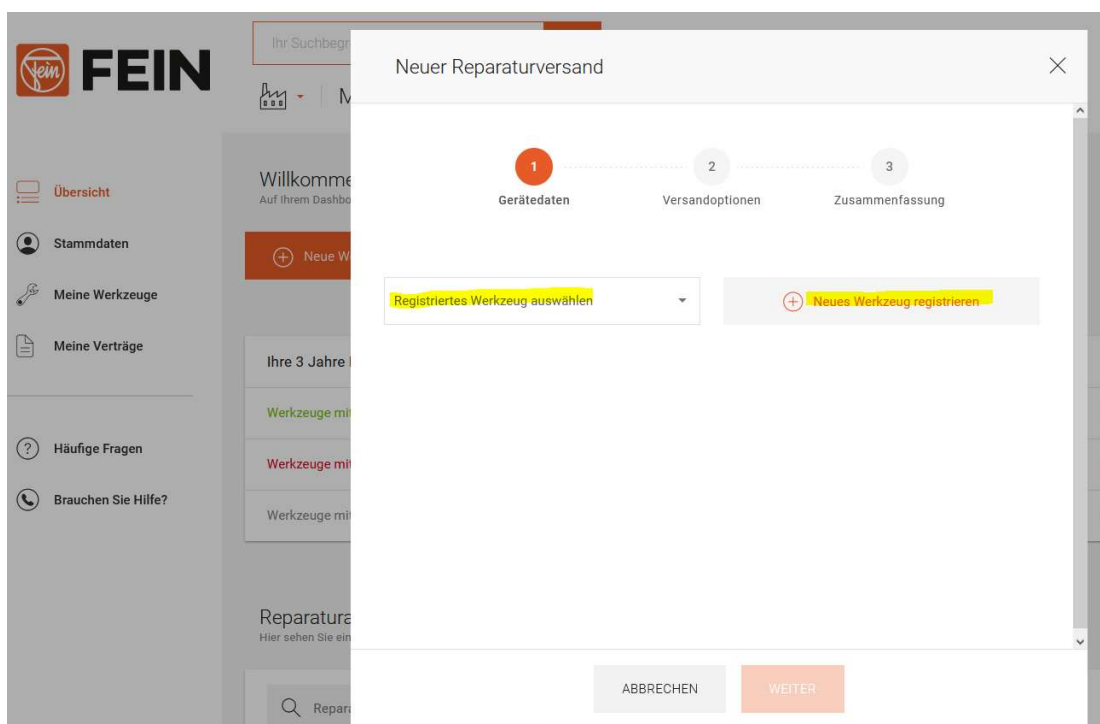 fein
FEIN
Ihr Suchbegr
M
Übersicht
Stammdaten
Meine Werkzeuge
Meine Verträge
Häufige Fragen
Brauchen Sie Hilfe?
Willkomme
Auf Ihrem Dashbo
Neue W
Ihre 3 Jahre
Werkzeuge mit
Werkzeuge mit
Werkzeuge mit
Reparatura
Hier sehen Sie ein
Repara
Neuer Reparaturversand
1
2
3
Gerätedaten
Versandoptionen
Zusammenfassung
Registriertes Werkzeug auswählen
Neues Werkzeug registrieren
ABBRECHEN
WEITER